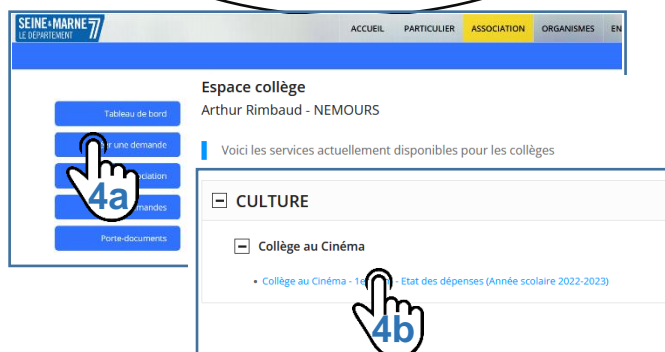 SEINE&MARNE 77
LE DÉPARTEMENT
ACCUEIL PARTICULIER ASSOCIATION ORGANISMES EN
Espace collège
Arthur Rimbaud - NEMOURS
Voici les services actuellement disponibles pour les collèges
Tableau de bord
une demande
4a
Porte-documents
CULTURE
Collège au Cinéma
• Collège au Cinéma - - Etat des dépenses (Année scolaire 2022-2023)
4b